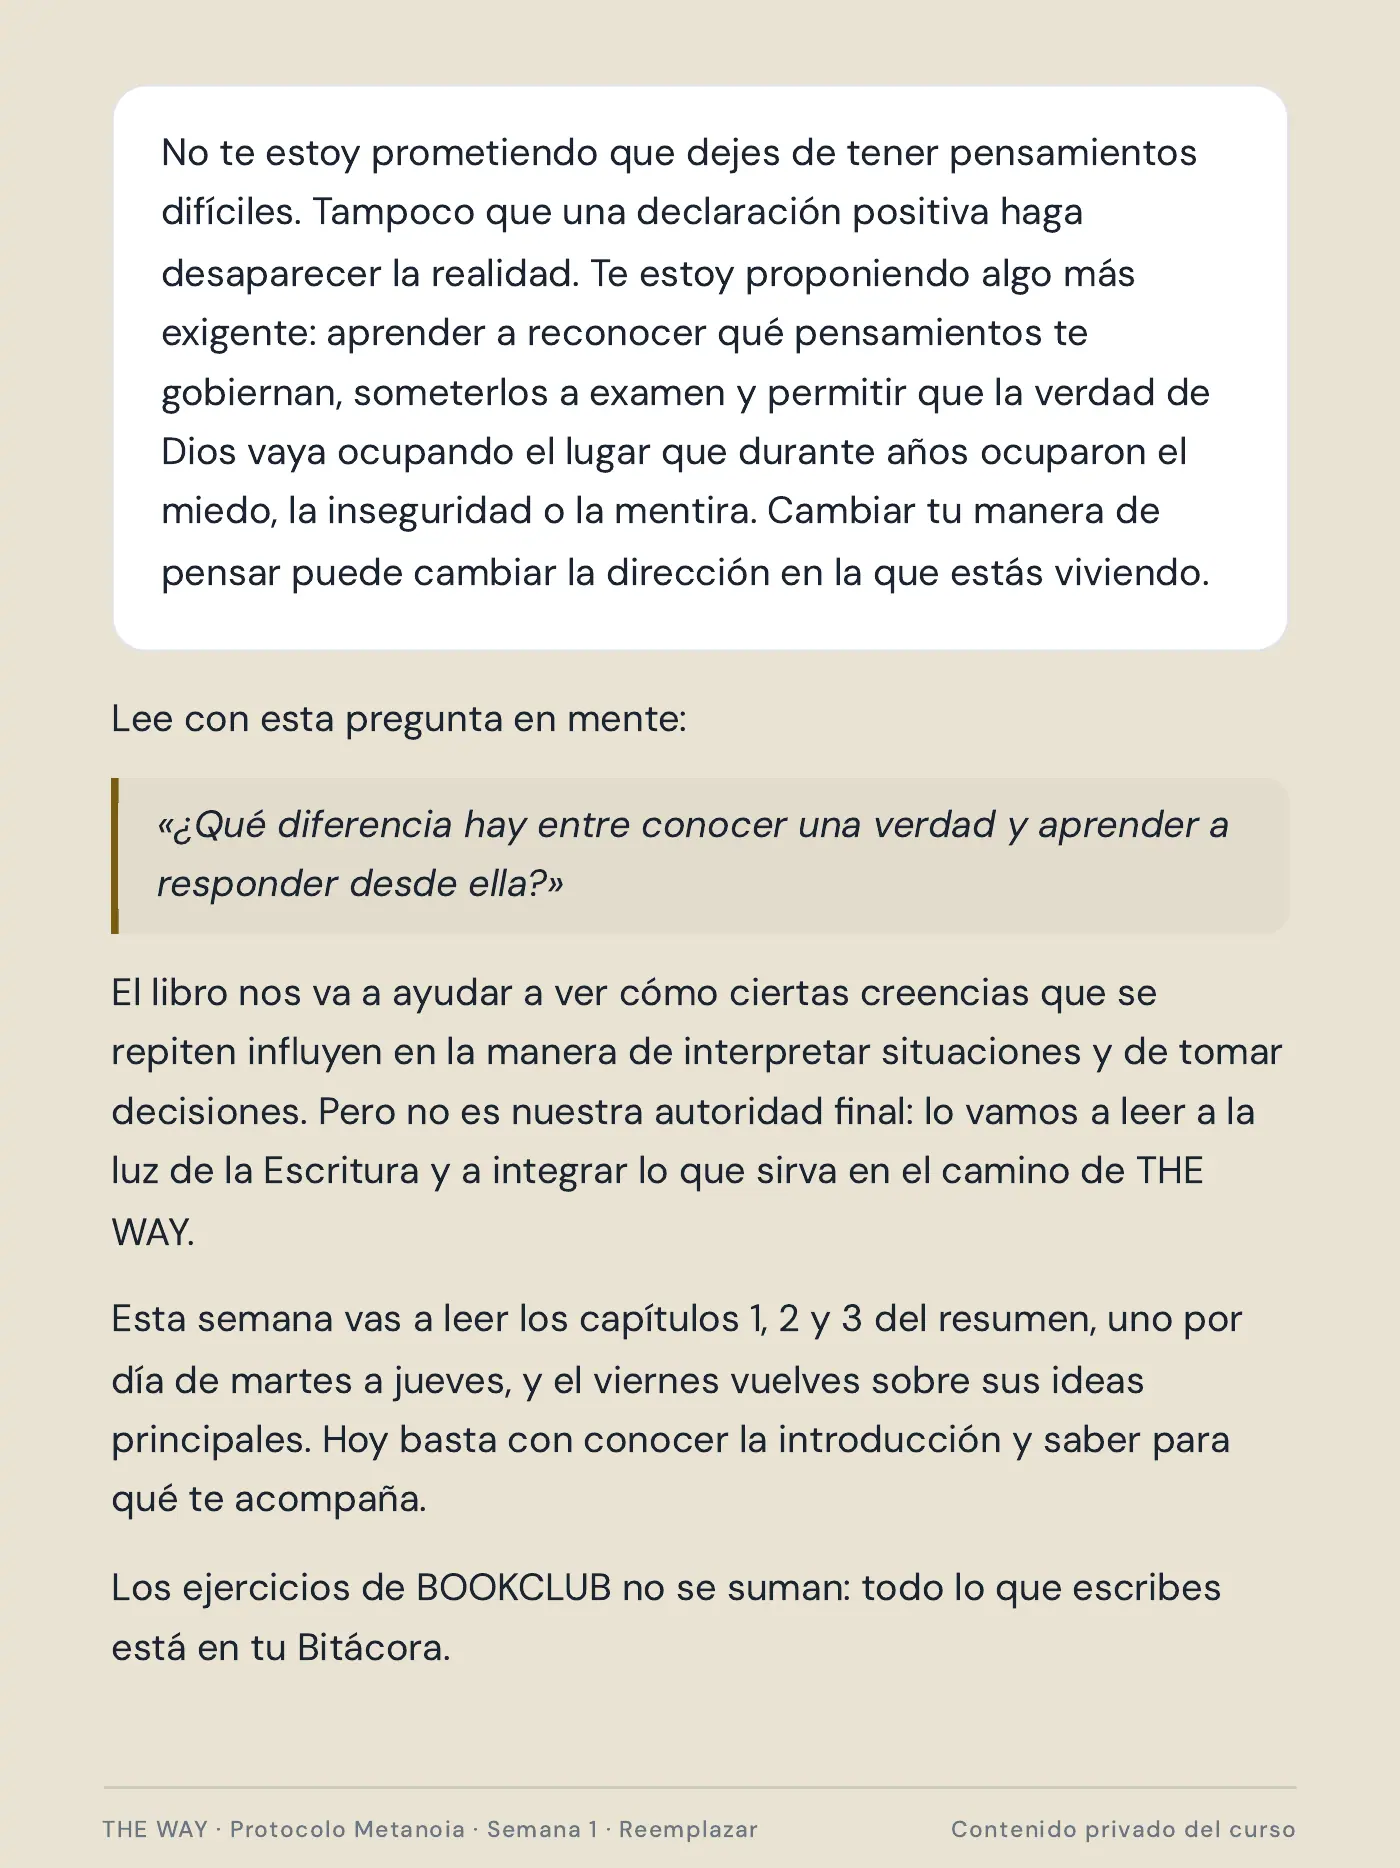 No te estoy prometiendo que dejes de tener pensamientos
difíciles. Tampoco que una declaración positiva haga
desaparecer la realidad. Te estoy proponiendo algo más
exigente: aprender a reconocer qué pensamientos te
gobiernan, someterlos a examen y permitir que la verdad de
Dios vaya ocupando el lugar que durante años ocuparon el
miedo, la inseguridad o la mentira. Cambiar tu manera de
pensar puede cambiar la dirección en la que estás viviendo.
Lee con esta pregunta en mente:
«¿Qué diferencia hay entre conocer una verdad y aprender a
responder desde ella?»
El libro nos va a ayudar a ver cómo ciertas creencias que se
repiten influyen en la manera de interpretar situaciones y de tomar
decisiones. Pero no es nuestra autoridad final: lo vamos a leer a la
luz de la Escritura y a integrar lo que sirva en el camino de THE
WAY.
Esta semana vas a leer los capítulos 1, 2 y 3 del resumen, uno por
día de martes a jueves, y el viernes vuelves sobre sus ideas
principales. Hoy basta con conocer la introducción y saber para
qué te acompaña.
Los ejercicios de BOOKCLUB no se suman: todo lo que escribes
está en tu Bitácora.
THE WAY · Protocolo Metanoia · Semana 1 · Reemplazar
Contenido privado del curso